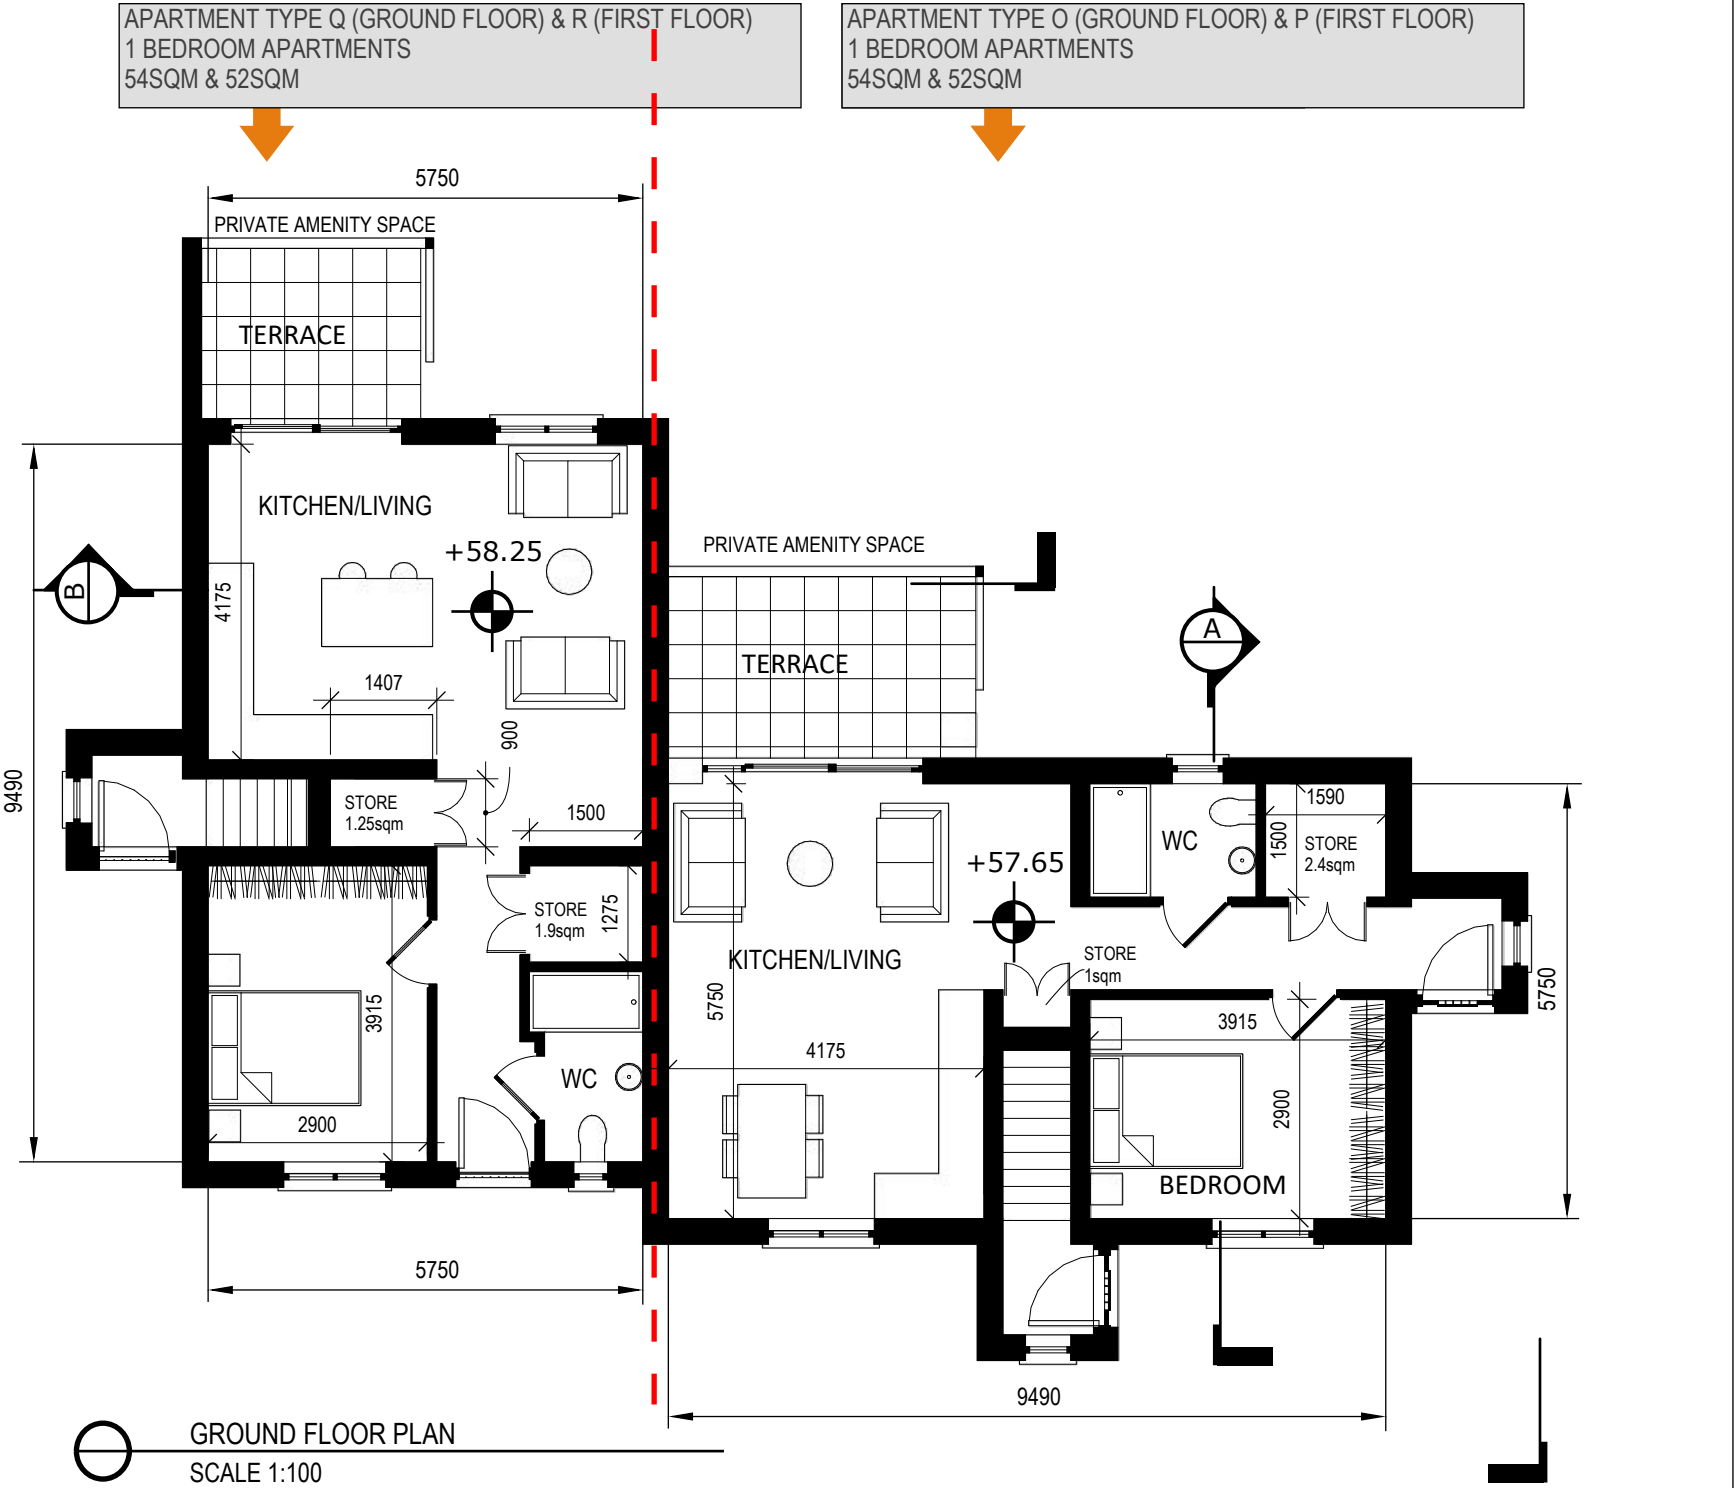 APARTMENT TYPE Q (GROUND FLOOR) & R (FIRST FLOOR)
1 BEDROOM APARTMENTS
54SQM & 52SQM
APARTMENT TYPE O (GROUND FLOOR) & P (FIRST FLOOR)
1 BEDROOM APARTMENTS
54SQM & 52SQM
5750
PRIVATE AMENITY SPACE
TERRACE
KITCHEN/LIVING
+58.25
B
4175
1407
900
9490
STORE
1.25sqm
1500
STORE
1.9sqm
1275
3915
WC
2900
5750
PRIVATE AMENITY SPACE
TERRACE
A
1590
1500
WC
STORE
2.4sqm
+57.65
KITCHEN/LIVING
STORE
1sqm
5750
5750
3915
4175
2900
BEDROOM
9490
GROUND FLOOR PLAN
SCALE 1:100